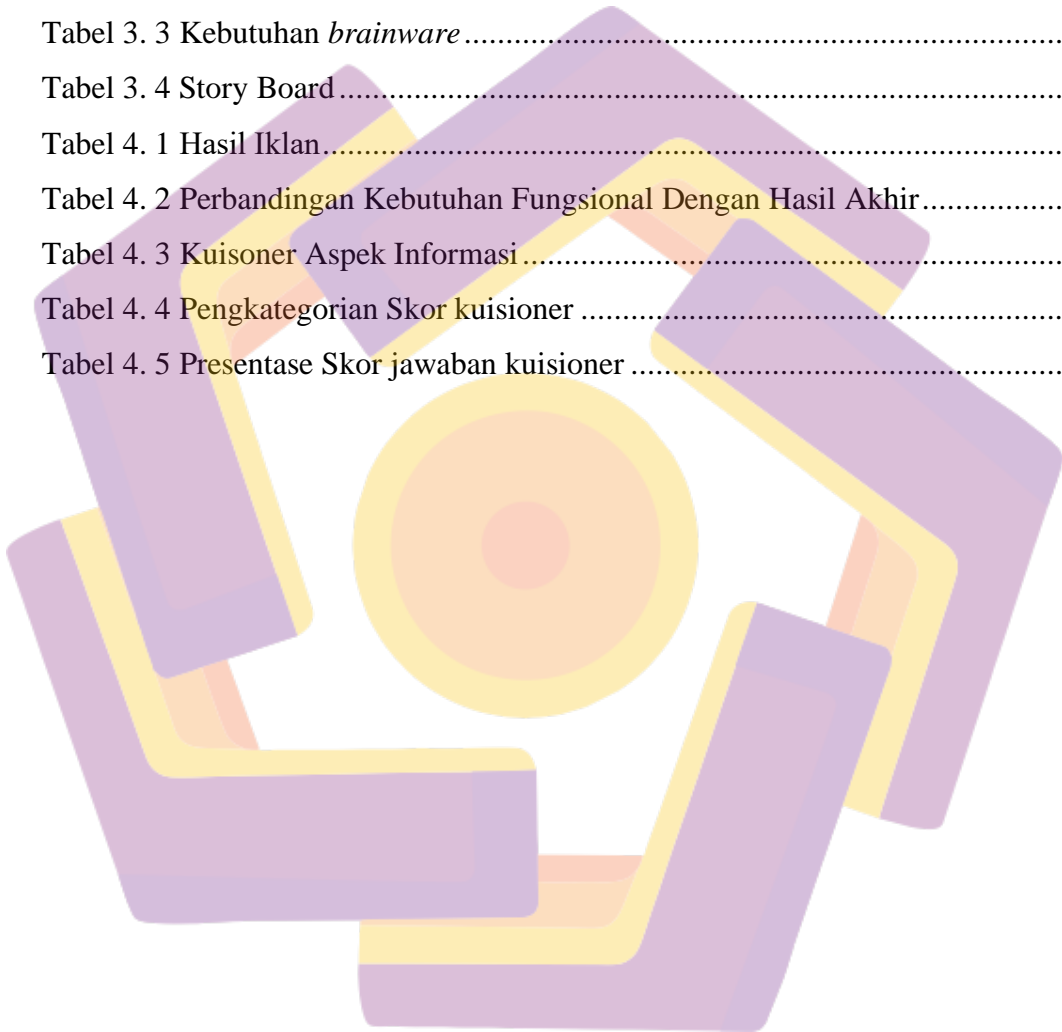 Tabel 3. 3 Kebutuhan brainware.......................................................................
Tabel 3. 4 Story Board.......................................................................................
Tabel 4. 1 Hasil Iklan.........................................................................................
Tabel 4. 2 Perbandingan Kebutuhan Fungsional Dengan Hasil Akhir.................
Tabel 4. 3 Kuisoner Aspek Informasi................................................................
Tabel 4. 4 Pengkategorian Skor kuisioner .........................................................
Tabel 4. 5 Presentase Skor jawaban kuisioner ...................................................